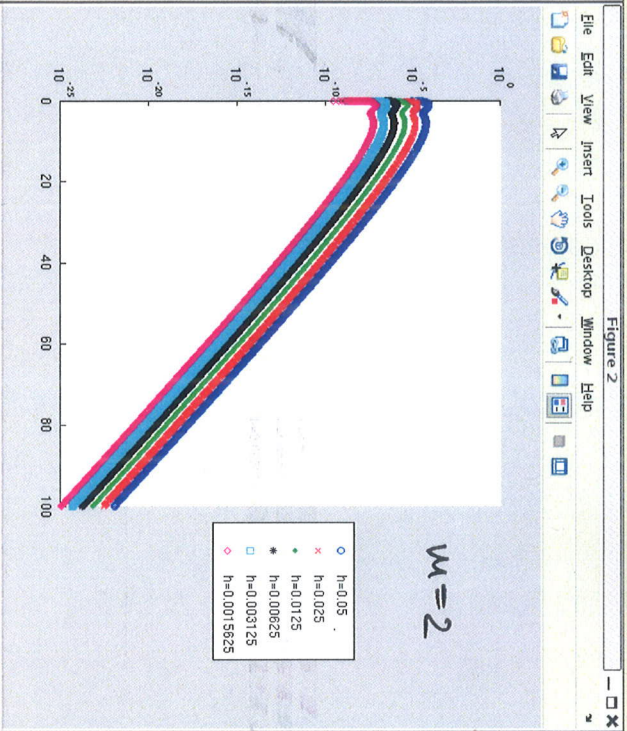 Figure 2
File Edit View Insert Tools Desktop Window Help
10 0
10 -5
10 -10
10 -15
10 -20
10 -25
0 20 40 60 80 100
m=2
h=0.05
h=0.025
h=0.0125
h=0.00625
h=0.003125
h=0.0015625